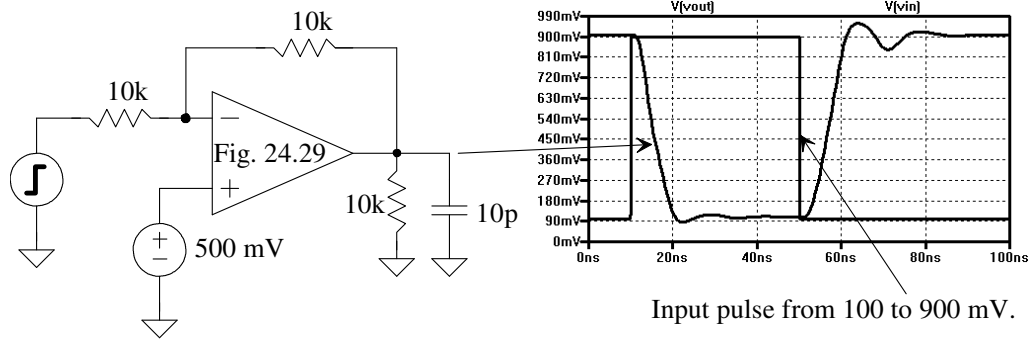 10k
10k
Fig. 24.29
−
+
10k
10p
+
−
500 mV
V(vout) V(vin)
990mV
900mV
810mV
720mV
630mV
540mV
450mV
360mV
270mV
180mV
90mV
0mV
0ns 20ns 40ns 60ns 80ns 100ns
Input pulse from 100 to 900 mV.